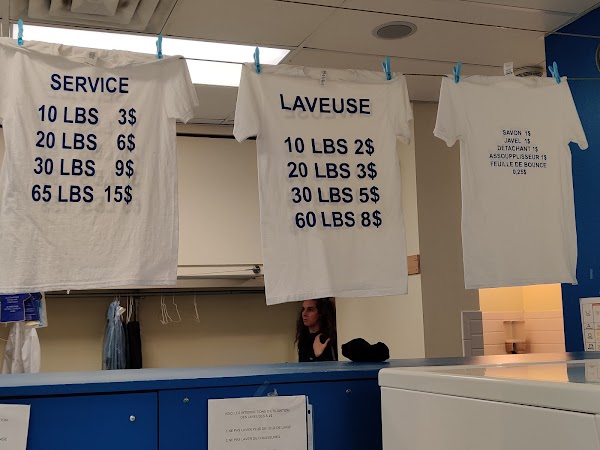 SERVICE
10 LBS 3$
20 LBS 6$
30 LBS 9$
65 LBS 15$
LAVEUSE
10 LBS 2$
20 LBS 3$
30 LBS 5$
60 LBS 8$
SAVON 1$
JAVEL 1$
DÉTACHANT 1$
ASSOUPPLISSEUR 1$
FEUILLE DE BOUNCE
0,25$